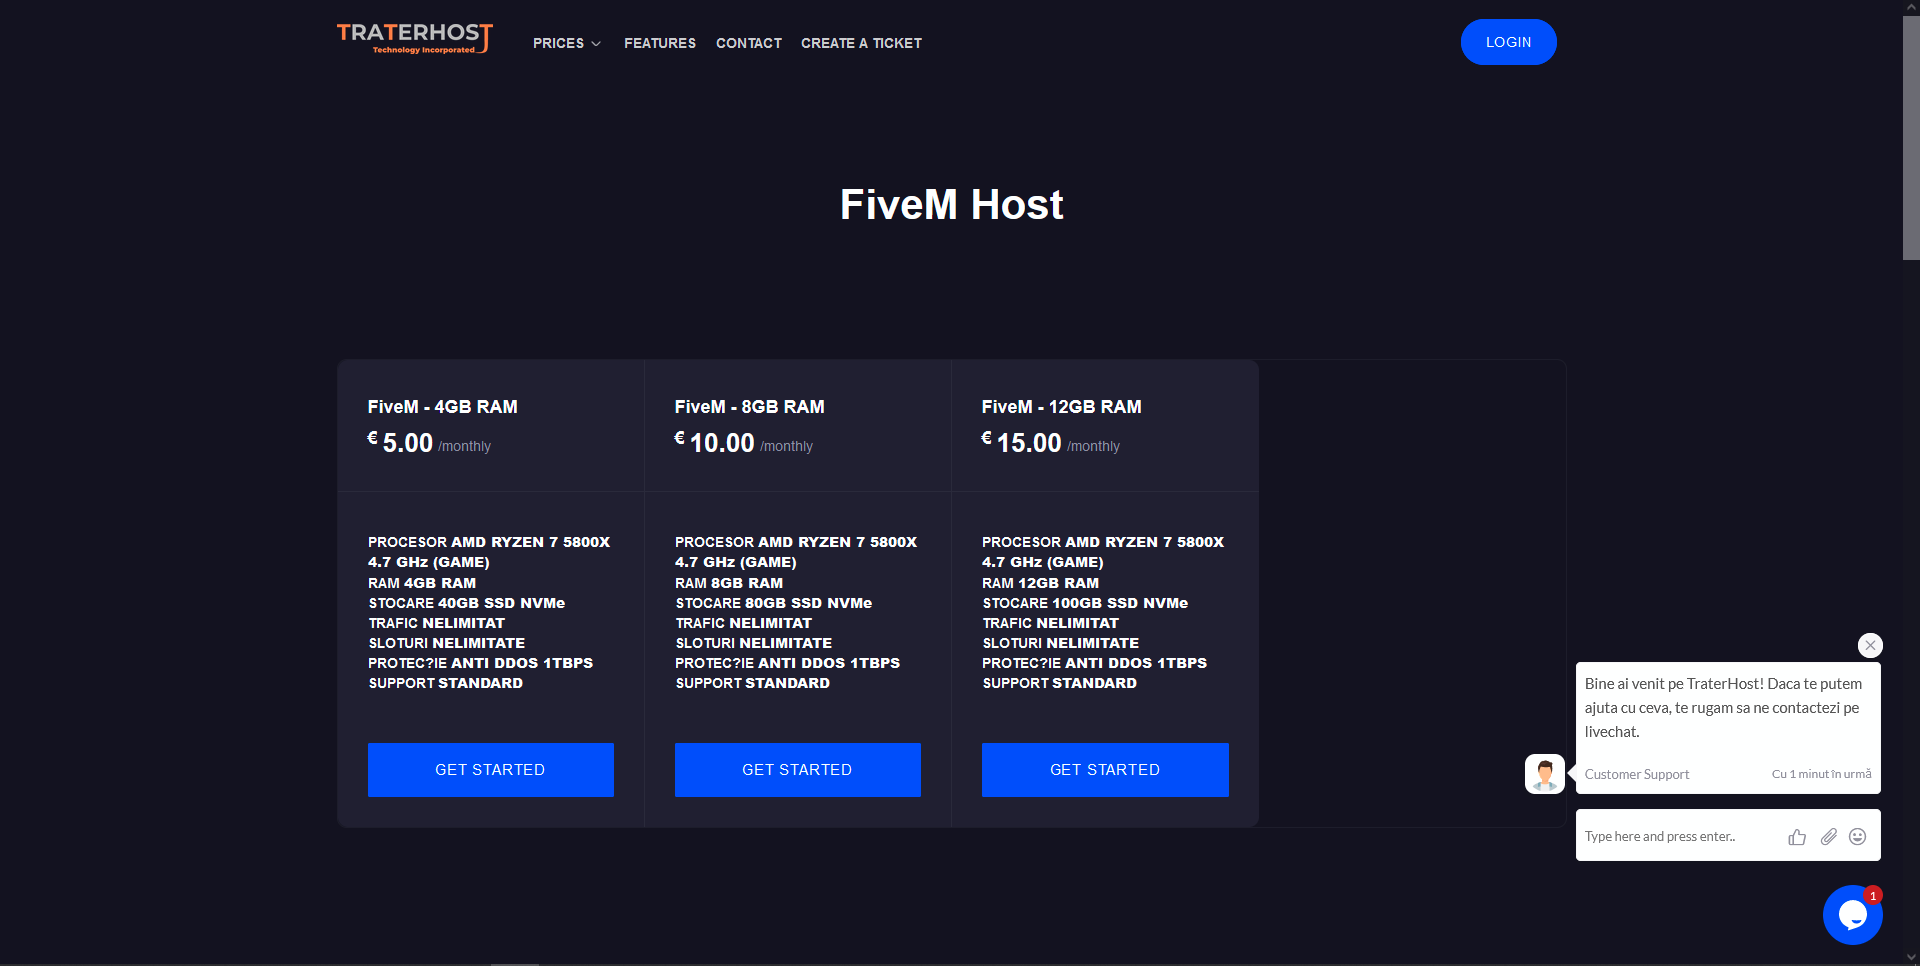 TRATERHOST
Technology Incorporated
PRICES
FEATURES
CONTACT
CREATE A TICKET
LOGIN
FiveM Host
FiveM - 4GB RAM
€ 5.00 /monthly
PROCESOR AMD RYZEN 7 5800X
4.7 GHz (GAME)
RAM 4GB RAM
STOCARE 40GB SSD NVMe
TRAFIC NELIMITAT
SLOTURI NELIMITATE
PROTEC?IE ANTI DDOS 1TBPS
SUPPORT STANDARD
GET STARTED
FiveM - 8GB RAM
€ 10.00 /monthly
PROCESOR AMD RYZEN 7 5800X
4.7 GHz (GAME)
RAM 8GB RAM
STOCARE 80GB SSD NVMe
TRAFIC NELIMITAT
SLOTURI NELIMITATE
PROTEC?IE ANTI DDOS 1TBPS
SUPPORT STANDARD
GET STARTED
FiveM - 12GB RAM
€ 15.00 /monthly
PROCESOR AMD RYZEN 7 5800X
4.7 GHz (GAME)
RAM 12GB RAM
STOCARE 100GB SSD NVMe
TRAFIC NELIMITAT
SLOTURI NELIMITATE
PROTEC?IE ANTI DDOS 1TBPS
SUPPORT STANDARD
GET STARTED
Bine ai venit pe TraterHost! Daca te putem
ajuta cu ceva, te rugam sa ne contactezi pe
livechat.
Customer Support
Cu 1 minut în urmă
Type here and press enter..
1